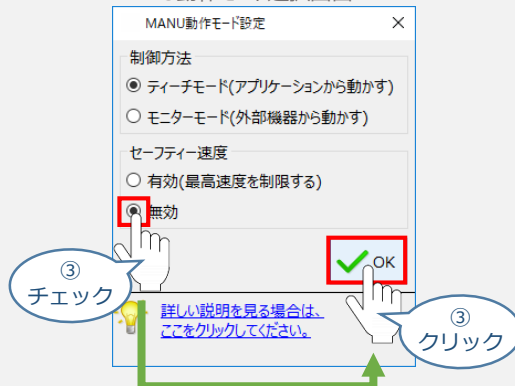 MANU動作モード設定
制御方法
ティーチモード(アプリケーションから動かす)
モニターモード(外部機器から動かす)
セーフティー速度
有効(最高速度を制限する)
無効
OK
③
チェック
詳しい説明を見る場合は、
ここをクリックしてください。
③
クリック